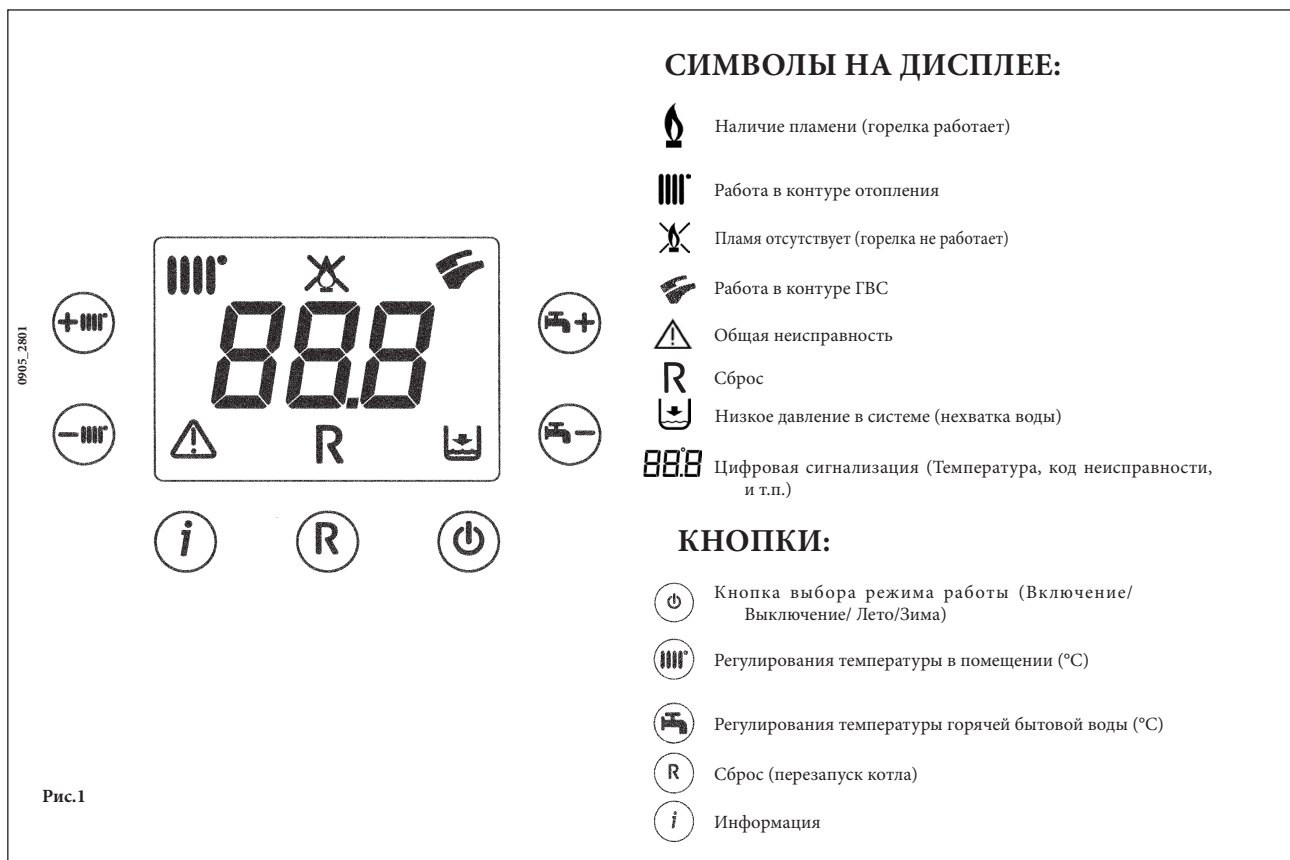 0905_2801
88.8
R
i
R
Рис.1
СИМВОЛЫ НА ДИСПЛЕЕ:
Наличие пламени (горелка работает)
Работа в контуре отопления
Пламя отсутствует (горелка не работает)
Работа в контуре ГВС
Общая неисправность
R Сброс
Низкое давление в системе (нехватка воды)
88.8 Цифровая сигнализация (Температура, код неисправности,
и т.п.)
КНОПКИ:
Кнопка выбора режима работы (Включение/
Выключение/ Лето/Зима)
Регулирования температуры в помещении (°C)
Регулирования температуры горячей бытовой воды (°C)
R Сброс (перезапуск котла)
i Информация